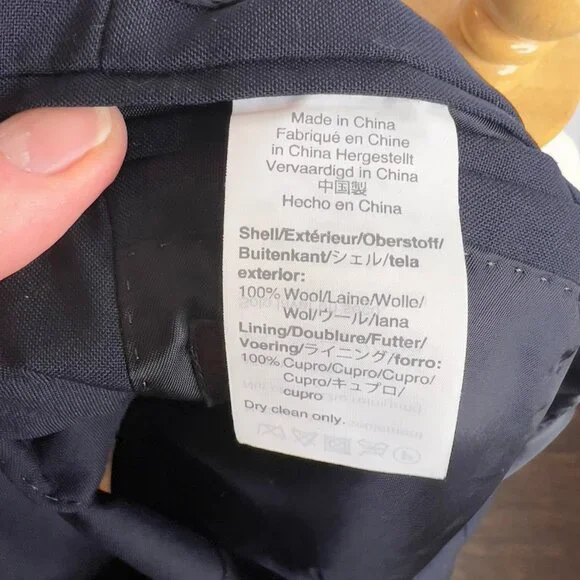 Made in China
Fabriqué en Chine
in China Hergestellt
Vervaardigd in China
中国製
Hecho en China
Shell/Extérieur/Oberstoff/
Buitenkant/シェル/tela
exterior:
100% Wool/Laine/Wolle/
Wol/ウール/lana
Lining/Doublure/Futter/
Voering/ライニング/forro:
100% Cupro/Cupro/Cupro/
Cupro/キュプロ/
cupro
Dry clean only.